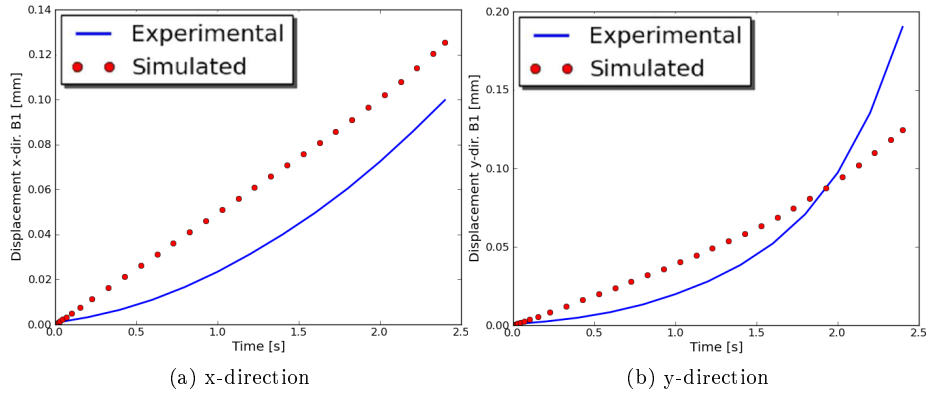 0.14
0.12
0.10
0.08
0.06
0.04
0.02
0.00
Displacement x-dir. B1 [mm]
Experimental
Simulated
0.0 0.5 1.0 1.5 2.0 2.5
Time [s]
(a) x-direction
0.20
0.15
0.10
0.05
0.00
Displacement y-dir. B1 [mm]
Experimental
Simulated
0.0 0.5 1.0 1.5 2.0 2.5
Time [s]
(b) y-direction